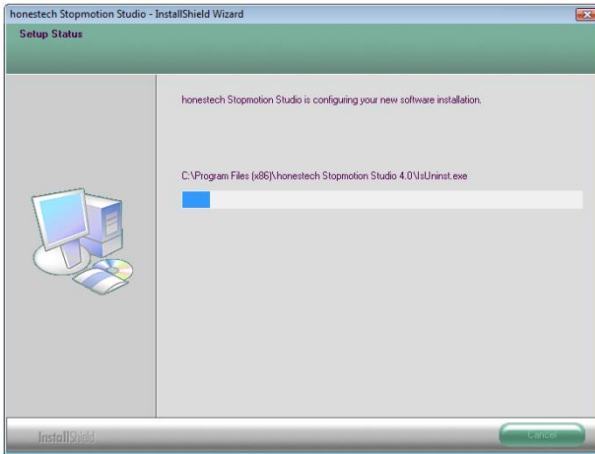 honestech Stopmotion Studio - InstallShield Wizard
Setup Status
honestech Stopmotion Studio is configuring your new software installation.
C:\Program Files (x86)\honestech Stopmotion Studio 4.0\IsUninst.exe
InstallShield
Cancel